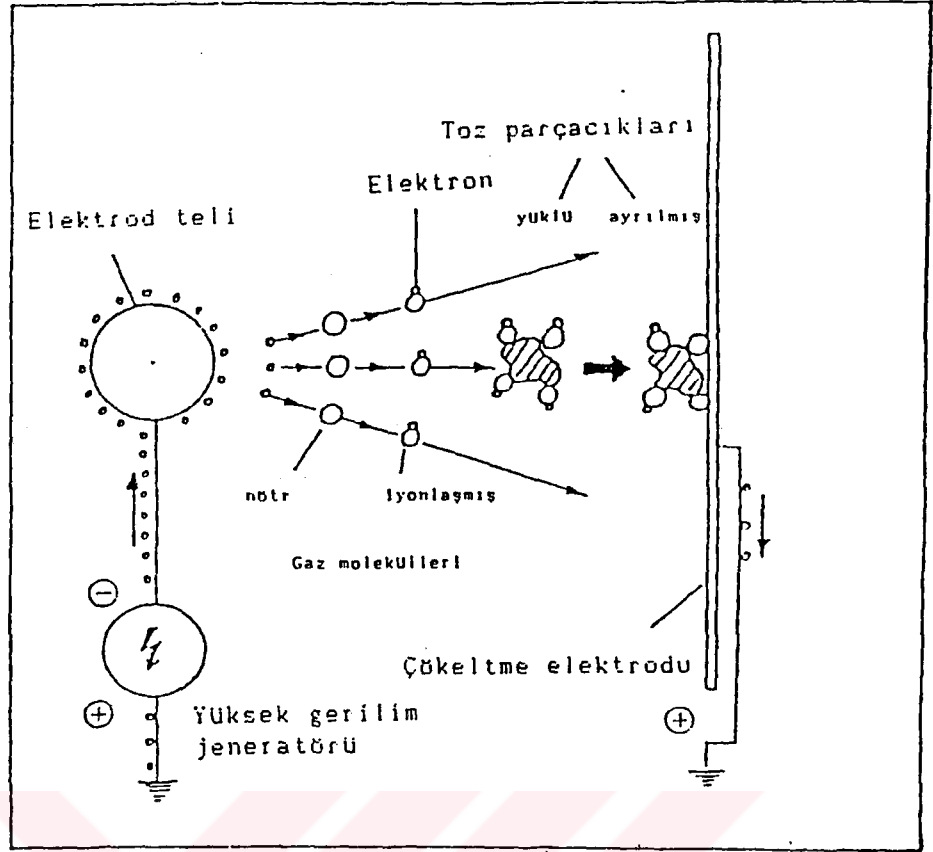 Toz parçacıkları
Elektron
yüklü ayrılmış
Elektrod teli
nötr iyonlaşmış
Gaz molekülleri
−
Çökeltme elektrodu
+ Yüksek gerilim +
jeneratörü